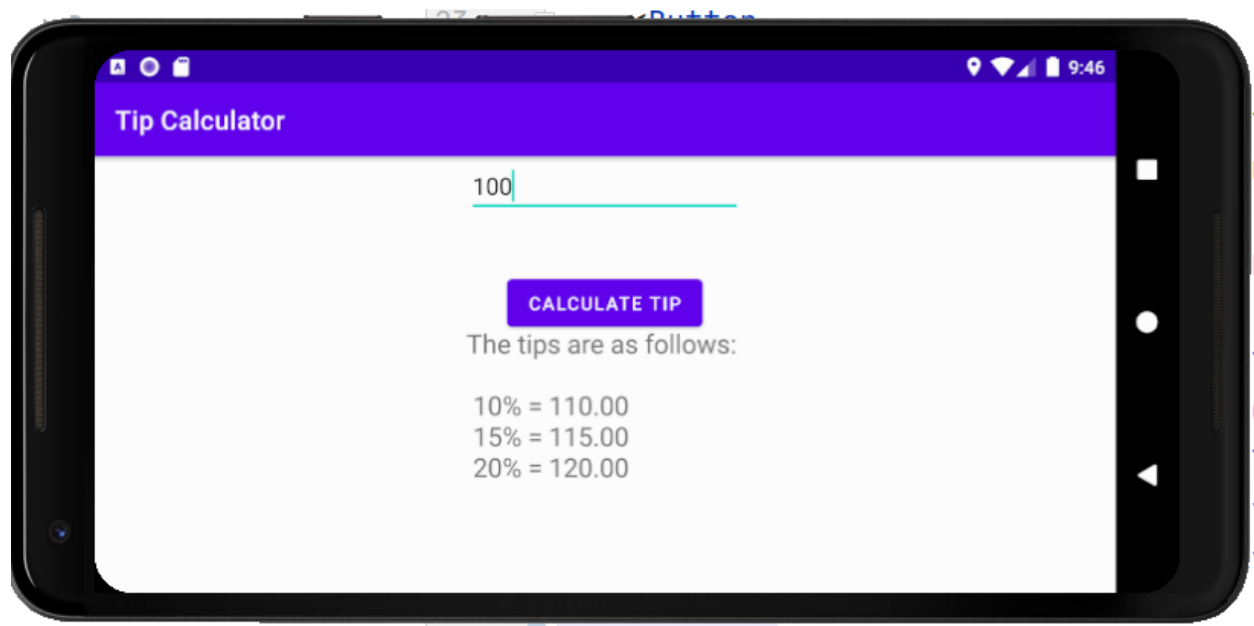 9:46
Tip Calculator
100
CALCULATE TIP
The tips are as follows:
10% = 110.00
15% = 115.00
20% = 120.00